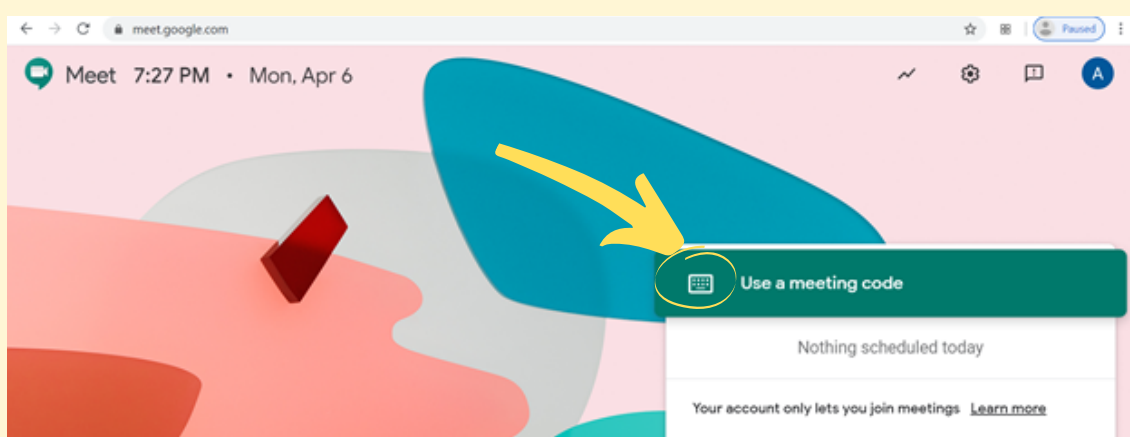 meet.google.com
Paused
Meet 7:27 PM • Mon, Apr 6
A
Use a meeting code
Nothing scheduled today
Your account only lets you join meetings Learn more